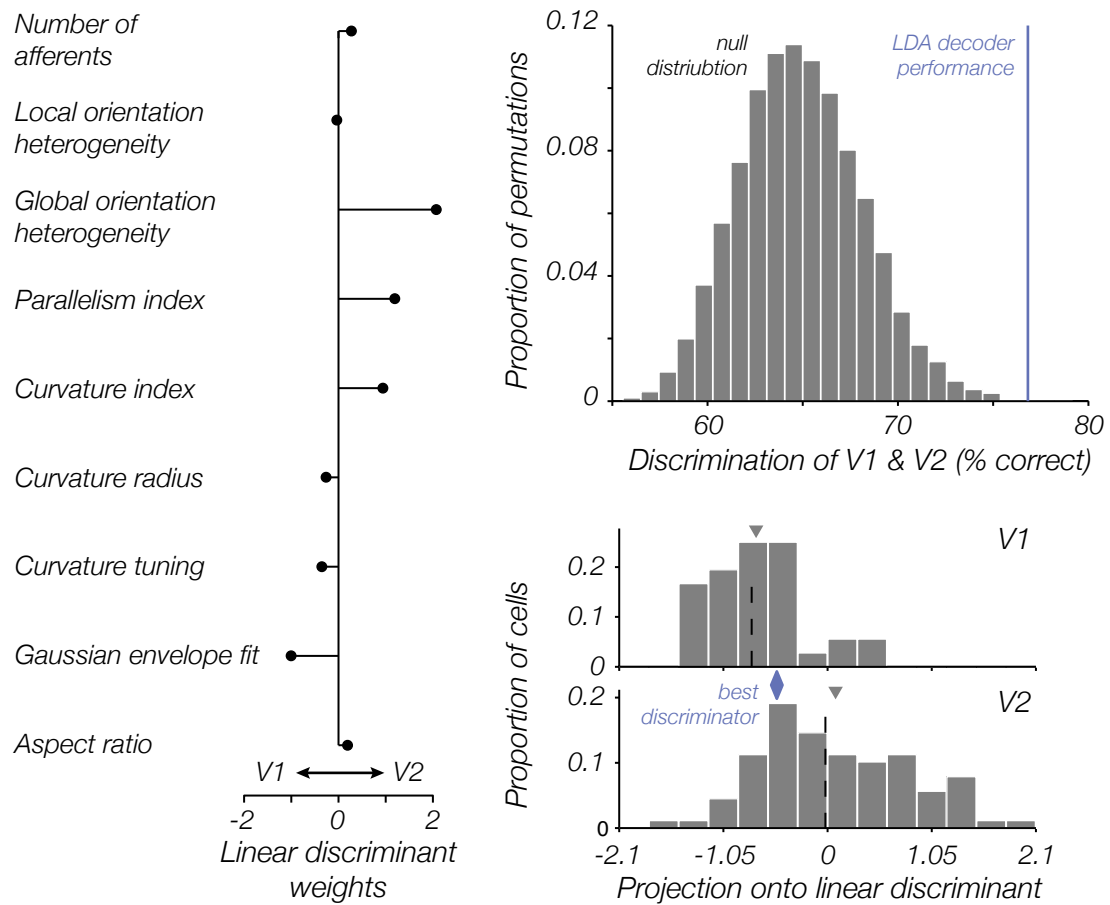 Number of
afferents
Local orientation
heterogeneity
Global orientation
heterogeneity
Parallelism index
Curvature index
Curvature radius
Curvature tuning
Gaussian envelope fit
Aspect ratio
V1
V2
-2
0
2
Linear discriminant
weights
Proportion of permutations
0.12
0.08
0.04
0
null
distriubtion
LDA decoder
performance
60
70
80
Discrimination of V1 & V2 (% correct)
Proportion of cells
V1
0.2
0.1
0
best
discriminator
V2
0.2
0.1
0
-2.1
-1.05
0
1.05
2.1
Projection onto linear discriminant